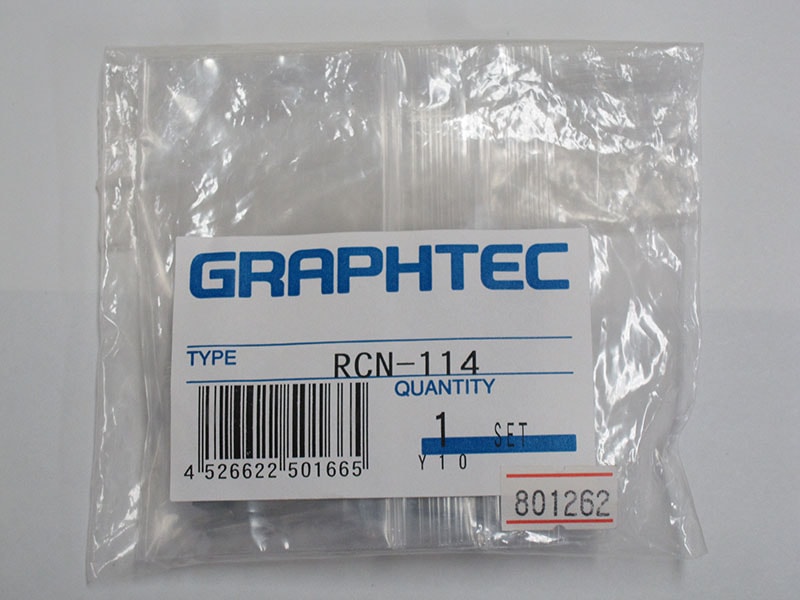 GRAPHTEC
TYPE RCN-114
QUANTITY
1 SET
Y10
4 526622 501665
801262